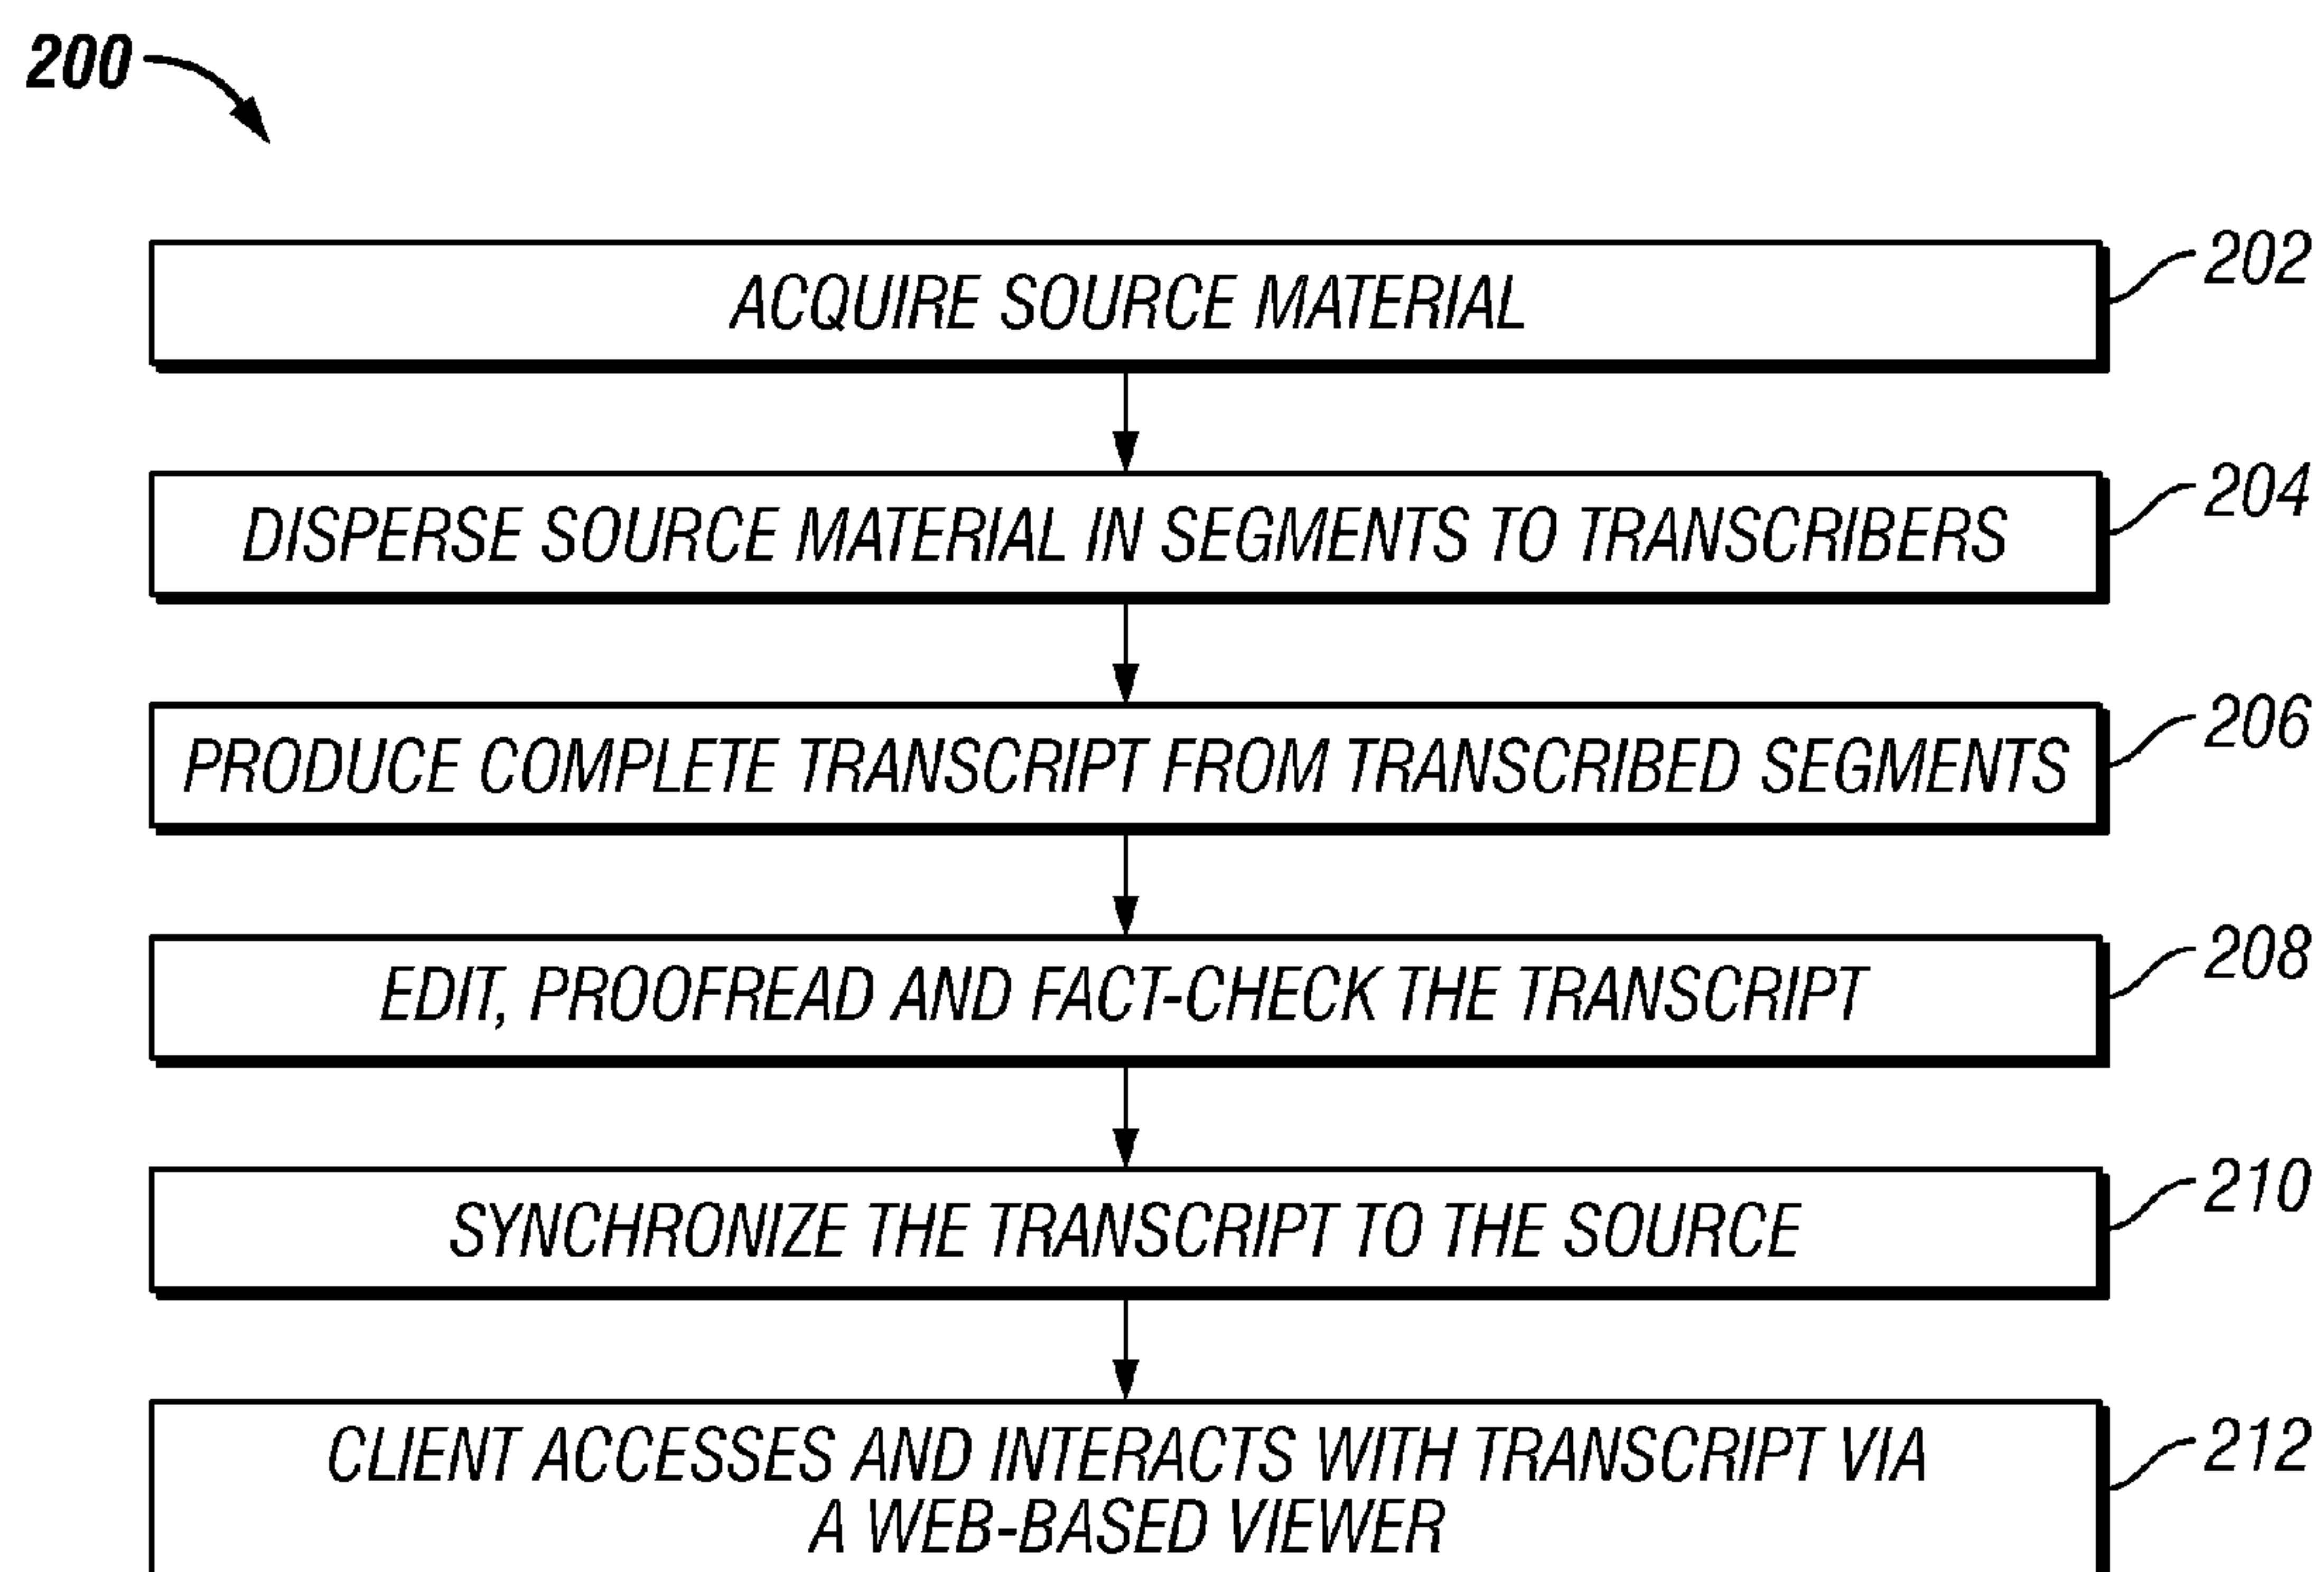 200
ACQUIRE SOURCE MATERIAL
202
DISPERSE SOURCE MATERIAL IN SEGMENTS TO TRANSCRIBERS
204
PRODUCE COMPLETE TRANSCRIPT FROM TRANSCRIBED SEGMENTS
206
EDIT, PROOFREAD AND FACT-CHECK THE TRANSCRIPT
208
SYNCHRONIZE THE TRANSCRIPT TO THE SOURCE
210
CLIENT ACCESSES AND INTERACTS WITH TRANSCRIPT VIA
A WEB-BASED VIEWER
212